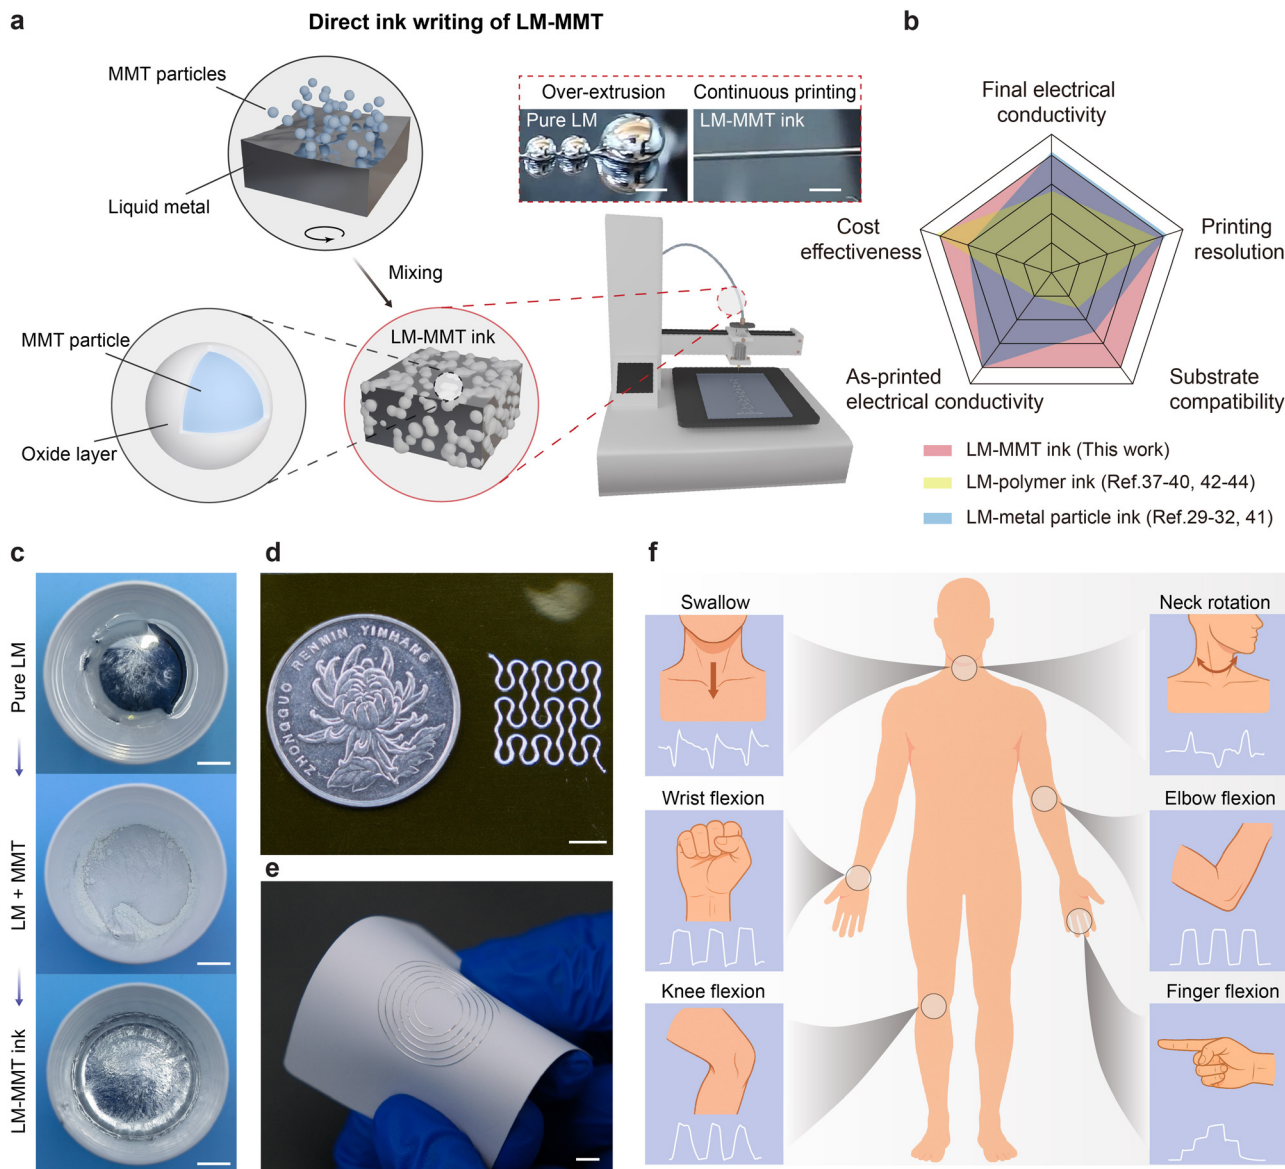 a
Direct ink writing of LM-MMT
MMT particles
Liquid metal
Mixing
MMT particle
Oxide layer
LM-MMT ink
Over-extrusion
Continuous printing
Pure LM
LM-MMT ink
b
Final electrical
conductivity
Cost
effectiveness
Printing
resolution
As-printed
electrical conductivity
Substrate
compatibility
LM-MMT ink (This work)
LM-polymer ink (Ref.37-40, 42-44)
LM-metal particle ink (Ref.29-32, 41)
c
Pure LM
LM + MMT
LM-MMT ink
d
ZHONGGUO RENMIN YINHANG
e
f
Swallow
Neck rotation
Wrist flexion
Elbow flexion
Knee flexion
Finger flexion